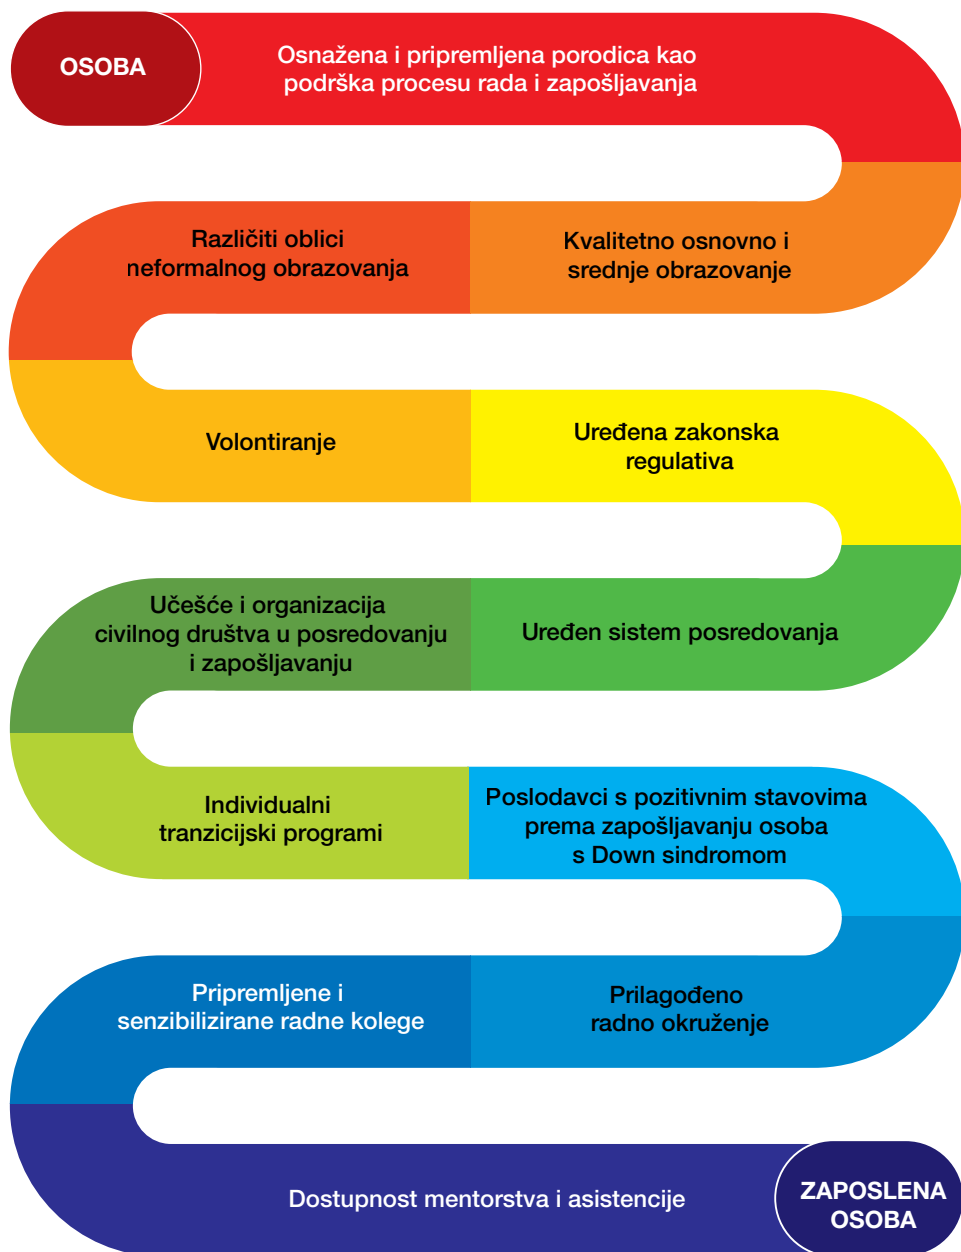 OSOBA
Osnažena i pripremljena porodica kao
podrška procesu rada i zapošljavanja
Kvalitetno osnovno i
srednje obrazovanje
Različiti oblici
neformalnog obrazovanja
Volontiranje
Uređena zakonska
regulativa
Uređen sistem posredovanja
Učešće i organizacija
civilnog društva u posredovanju
i zapošljavanju
Individualni
tranzicijski programi
Poslodavci s pozitivnim stavovima
prema zapošljavanju osoba
s Down sindromom
Prilagođeno
radno okruženje
Pripremljene i
senzibilizirane radne kolege
Dostupnost mentorstva i asistencije
ZAPOSLENA
OSOBA